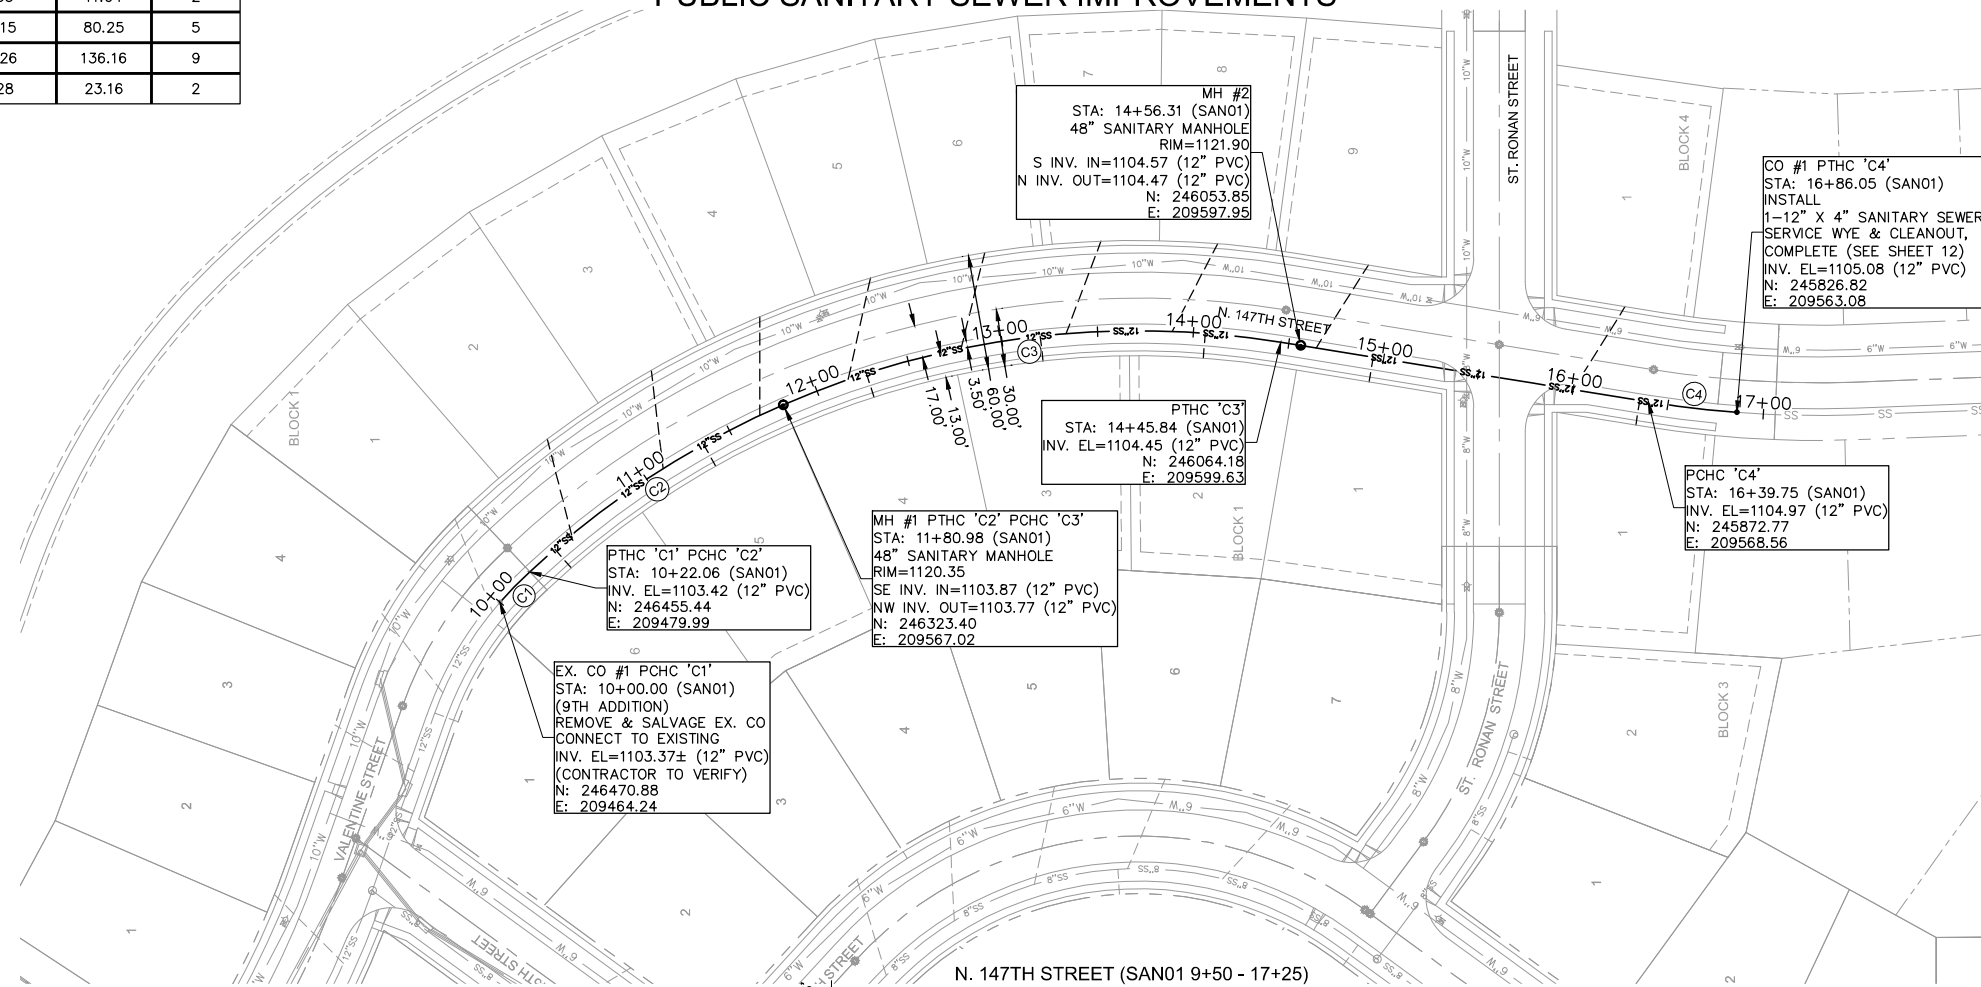 PUBLIC SANITARY SEWER IMPROVEMENTS
15 80.25 5
26 136.16 9
28 23.16 2
MH #2
STA: 14+56.31 (SAN01)
48" SANITARY MANHOLE
RIM=1121.90
S INV. IN=1104.57 (12" PVC)
N INV. OUT=1104.47 (12" PVC)
N: 246053.85
E: 209597.95
CO #1 PTHC 'C4'
STA: 16+86.05 (SAN01)
INSTALL
1-12" X 4" SANITARY SEWER
SERVICE WYE & CLEANOUT,
COMPLETE (SEE SHEET 12)
INV. EL=1105.08 (12" PVC)
N: 245826.82
E: 209563.08
PTHC 'C3'
STA: 14+45.84 (SAN01)
INV. EL=1104.45 (12" PVC)
N: 246064.18
E: 209599.63
PCHC 'C4'
STA: 16+39.75 (SAN01)
INV. EL=1104.97 (12" PVC)
N: 245872.77
E: 209568.56
MH #1 PTHC 'C2' PCHC 'C3'
STA: 11+80.98 (SAN01)
48" SANITARY MANHOLE
RIM=1120.35
SE INV. IN=1103.87 (12" PVC)
NW INV. OUT=1103.77 (12" PVC)
N: 246323.40
E: 209567.02
PTHC 'C1' PCHC 'C2'
STA: 10+22.06 (SAN01)
INV. EL=1103.42 (12" PVC)
N: 246455.44
E: 209479.99
EX. CO #1 PCHC 'C1'
STA: 10+00.00 (SAN01)
(9TH ADDITION)
REMOVE & SALVAGE EX. CO
CONNECT TO EXISTING
INV. EL=1103.37± (12" PVC)
(CONTRACTOR TO VERIFY)
N: 246470.88
E: 209464.24
10+00
11+00
12+00
13+00
14+00
15+00
16+00
17+00
C1
C2
C3
C4
17.00'
13.00'
3.50'
60.00'
30.00'
N. 147TH STREET
ST. RONAN STREET
ST. RONAN STREET
VALENTINE STREET
BLOCK 1
BLOCK 1
BLOCK 4
BLOCK 3
N. 147TH STREET (SAN01 9+50 - 17+25)